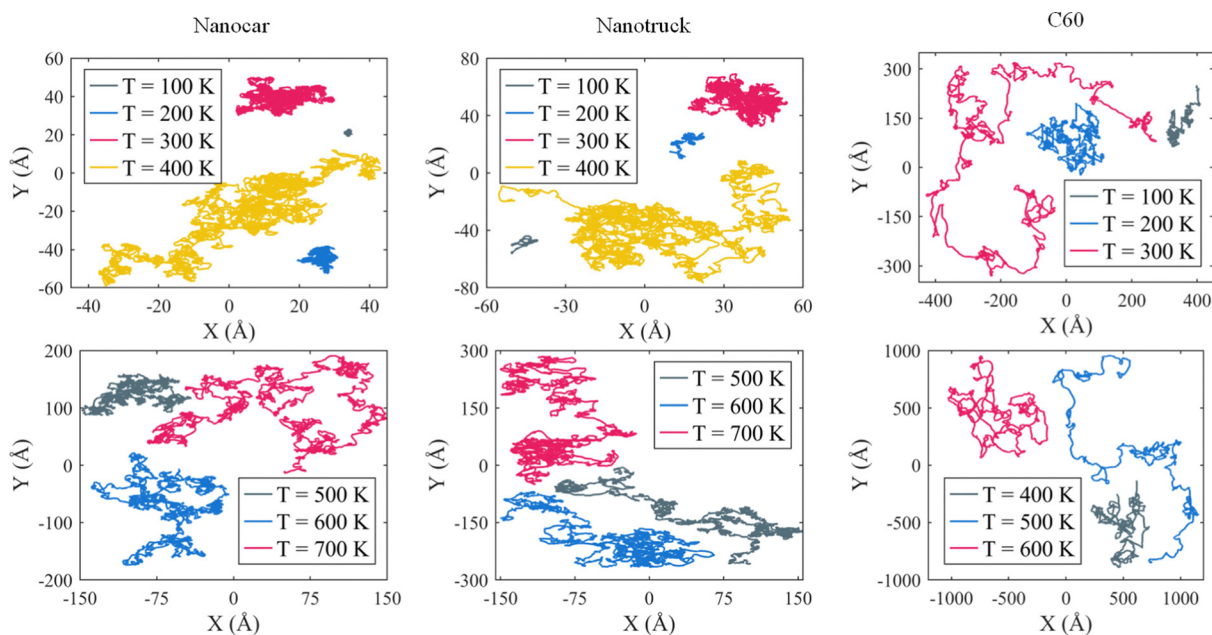 Nanocar
Nanotruck
C60
60
40
20
0
-20
-40
-60
Y (Å)
-40
-20
0
20
40
X (Å)
T = 100 K
T = 200 K
T = 300 K
T = 400 K
80
40
0
-40
-80
Y (Å)
-60
-30
0
30
60
X (Å)
T = 100 K
T = 200 K
T = 300 K
T = 400 K
300
150
0
-150
-300
Y (Å)
-400
-200
0
200
400
X (Å)
T = 100 K
T = 200 K
T = 300 K
200
100
0
-100
-200
Y (Å)
-150
-75
0
75
150
X (Å)
T = 500 K
T = 600 K
T = 700 K
300
150
0
-150
-300
Y (Å)
-150
-75
0
75
150
X (Å)
T = 500 K
T = 600 K
T = 700 K
1000
500
0
-500
-1000
Y (Å)
-1000
-500
0
500
1000
X (Å)
T = 400 K
T = 500 K
T = 600 K